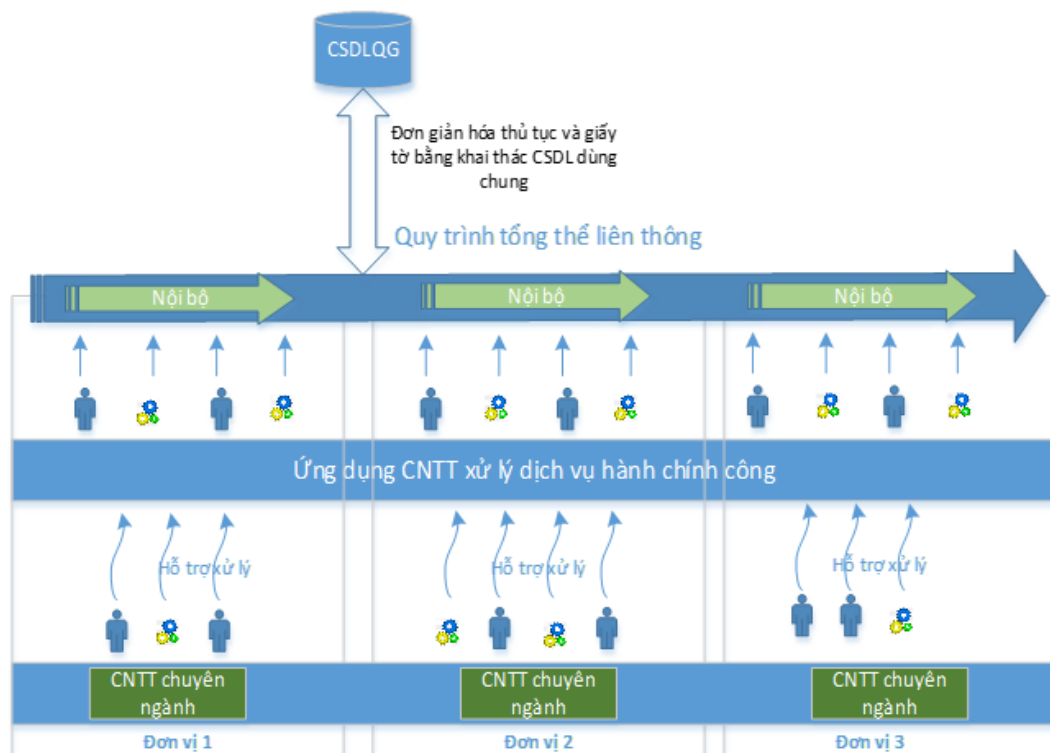 CSDLQG
Đơn giản hóa thủ tục và giấy
tờ bằng khai thác CSDL dùng
chung
Quy trình tổng thể liên thông
Nội bộ
Nội bộ
Nội bộ
Ứng dụng CNTT xử lý dịch vụ hành chính công
Hỗ trợ xử lý
Hỗ trợ xử lý
Hỗ trợ xử lý
CNTT chuyên
ngành
CNTT chuyên
ngành
CNTT chuyên
ngành
Đơn vị 1
Đơn vị 2
Đơn vị 3